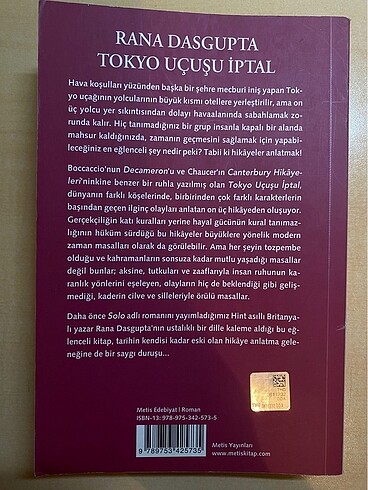 RANA DASGUPTA
TOKYO UÇUŞU İPTAL
Hava koşulları yüzünden başka bir şehre mecburi iniş yapan Tok-
yo uçağının yolcularının büyük kısmı otellere yerleştirilir, ama on
üç yolcu yer sıkıntısından dolayı havaalanında sabahlamak zo-
runda kalır. Hiç tanımadığınız bir grup insanla kapalı bir alanda
mahsur kaldığınızda, zamanın geçmesini sağlamak için yapabi-
leceğiniz en eğlenceli şey nedir peki? Tabii ki hikâyeler anlatmak!
Boccaccio'nun Decameron'u ve Chaucer'ın Canterbury Hikâye-
leri'ninkine benzer bir ruhla yazılmış olan Tokyo Uçuşu İptal,
dünyanın farklı köşelerinde, birbirinden çok farklı karakterlerin
başından geçen ilginç olayları anlatan on üç hikâyeden oluşuyor.
Gerçekliğin katı kuralları yerine hayal gücünün kural tanımaz-
lığının hüküm sürdüğü bu hikâyeler büyüklere yönelik modern
zaman masalları olarak da görülebilir. Ama her şeyin tozpembe
olduğu ve kahramanların sonsuza kadar mutlu yaşadığı masallar
değil bunlar; aksine, tutkuları ve zaaflarıyla insan ruhunun ka-
ranlık yönlerini eşeleyen, olayların hiç de beklendiği gibi geliş-
mediği, kaderin cilve ve silleleriyle örülü masallar.
Daha önce Solo adlı romanını yayımladığımız Hint asıllı Britanya-
lı yazar Rana Dasgupta'nın ustalıklı bir dille kaleme aldığı bu eğ-
lenceli kitap, tarihin kendisi kadar eski olan hikâye anlatma gele-
neğine de bir saygı duruşu...
Metis Edebiyat I Roman
ISBN-13: 978-975-342-573-5
9 789753 425735
Metis Yayınları
www.metiskitap.com